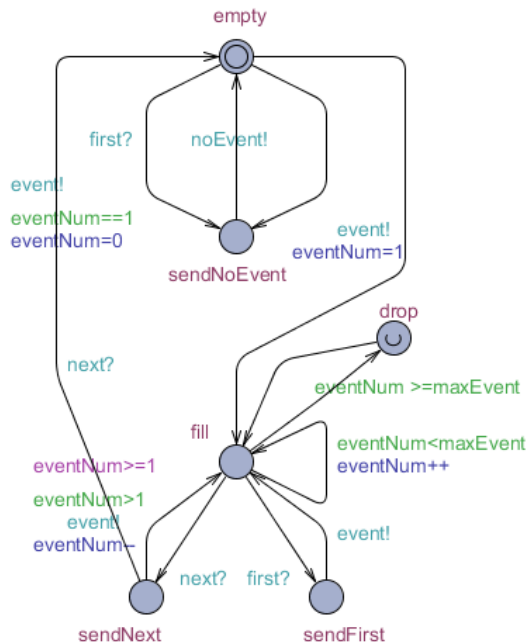 empty
first?
noEvent!
event!
eventNum==1
eventNum=0
event!
eventNum=1
sendNoEvent
drop
next?
eventNum >=maxEvent
fill
eventNum<maxEvent
eventNum++
eventNum>=1
eventNum>1
event!
eventNum--
event!
next?
first?
sendNext
sendFirst